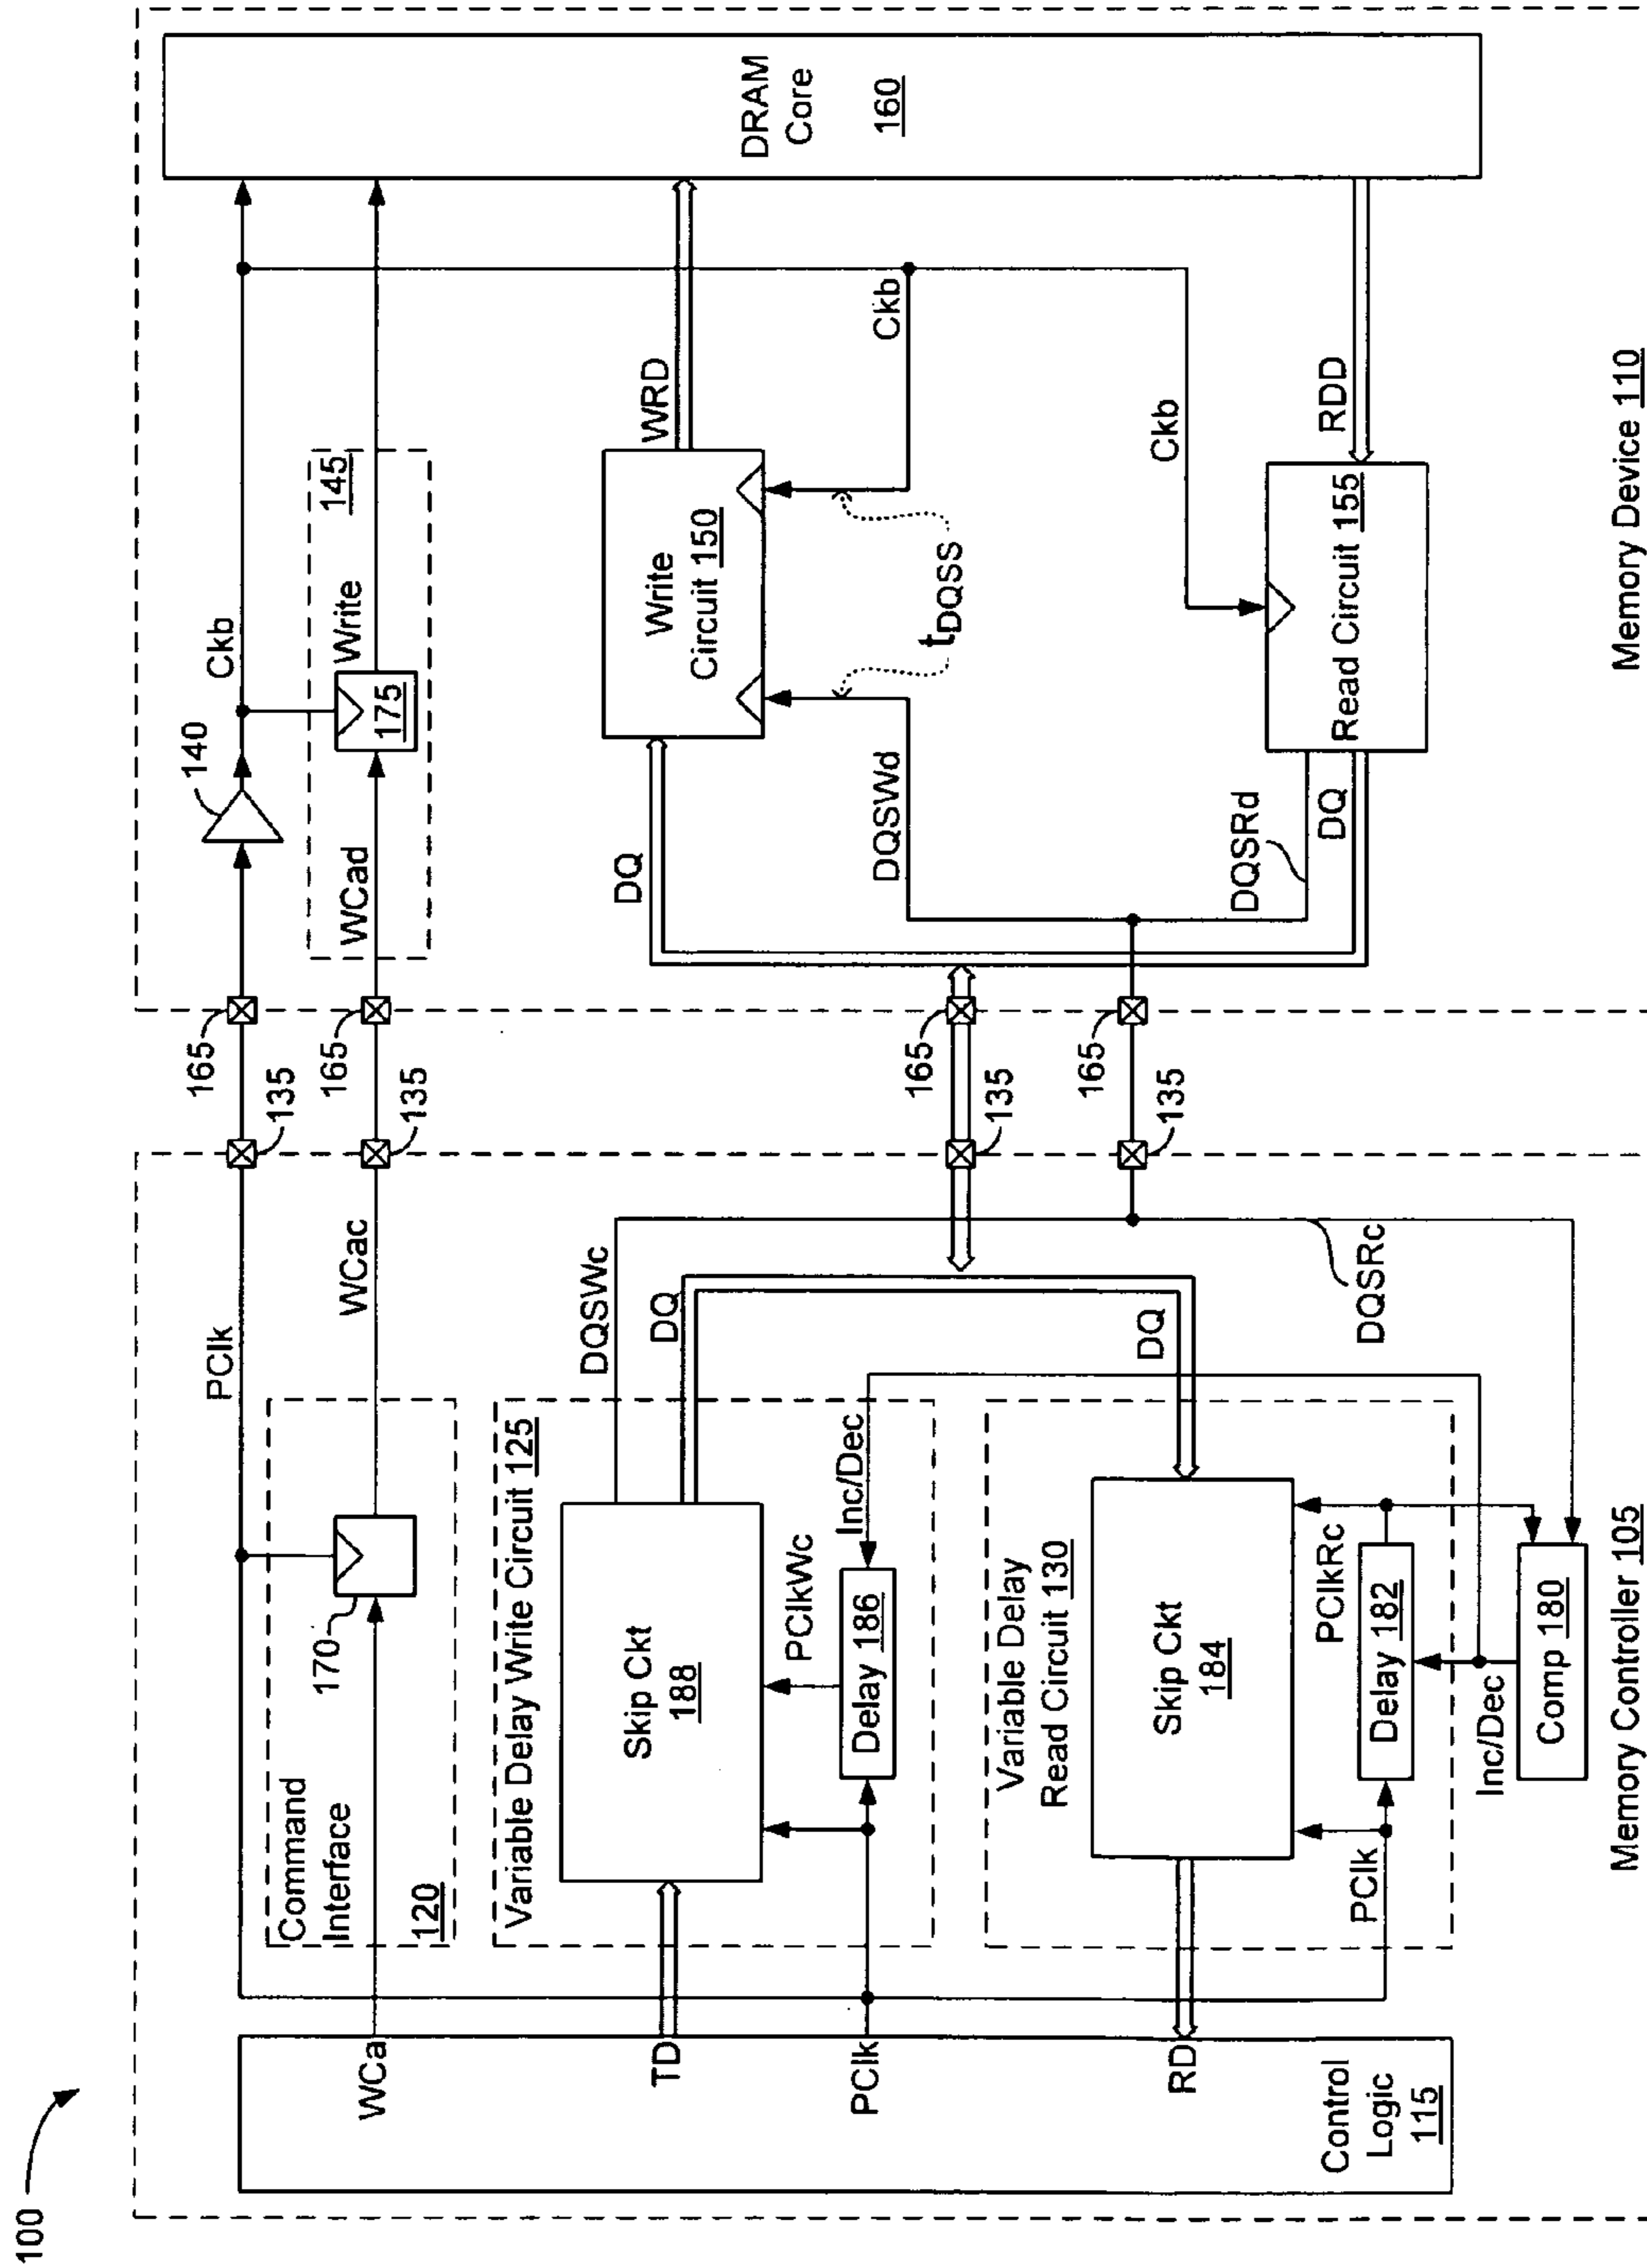 100
Control
Logic
115
WCa
TD
PClk
RD
Command
Interface
120
170
PClk
WCac
Variable Delay Write Circuit 125
Skip Ckt
188
DQSWc
DQ
PClkWc
Inc/Dec
Delay 186
Variable Delay
Read Circuit 130
Skip Ckt
184
DQ
PClk
PClkRc
Delay 182
Inc/Dec
Comp 180
DQSRc
Memory Controller 105
135
135
135
135
165
165
165
165
140
Ckb
WCad
175
Write
145
DQ
Write
Circuit 150
WRD
DQSWd
tDQSS
Ckb
Ckb
DQSRd
DQ
Read Circuit 155
RDD
DRAM
Core
160
Memory Device 110